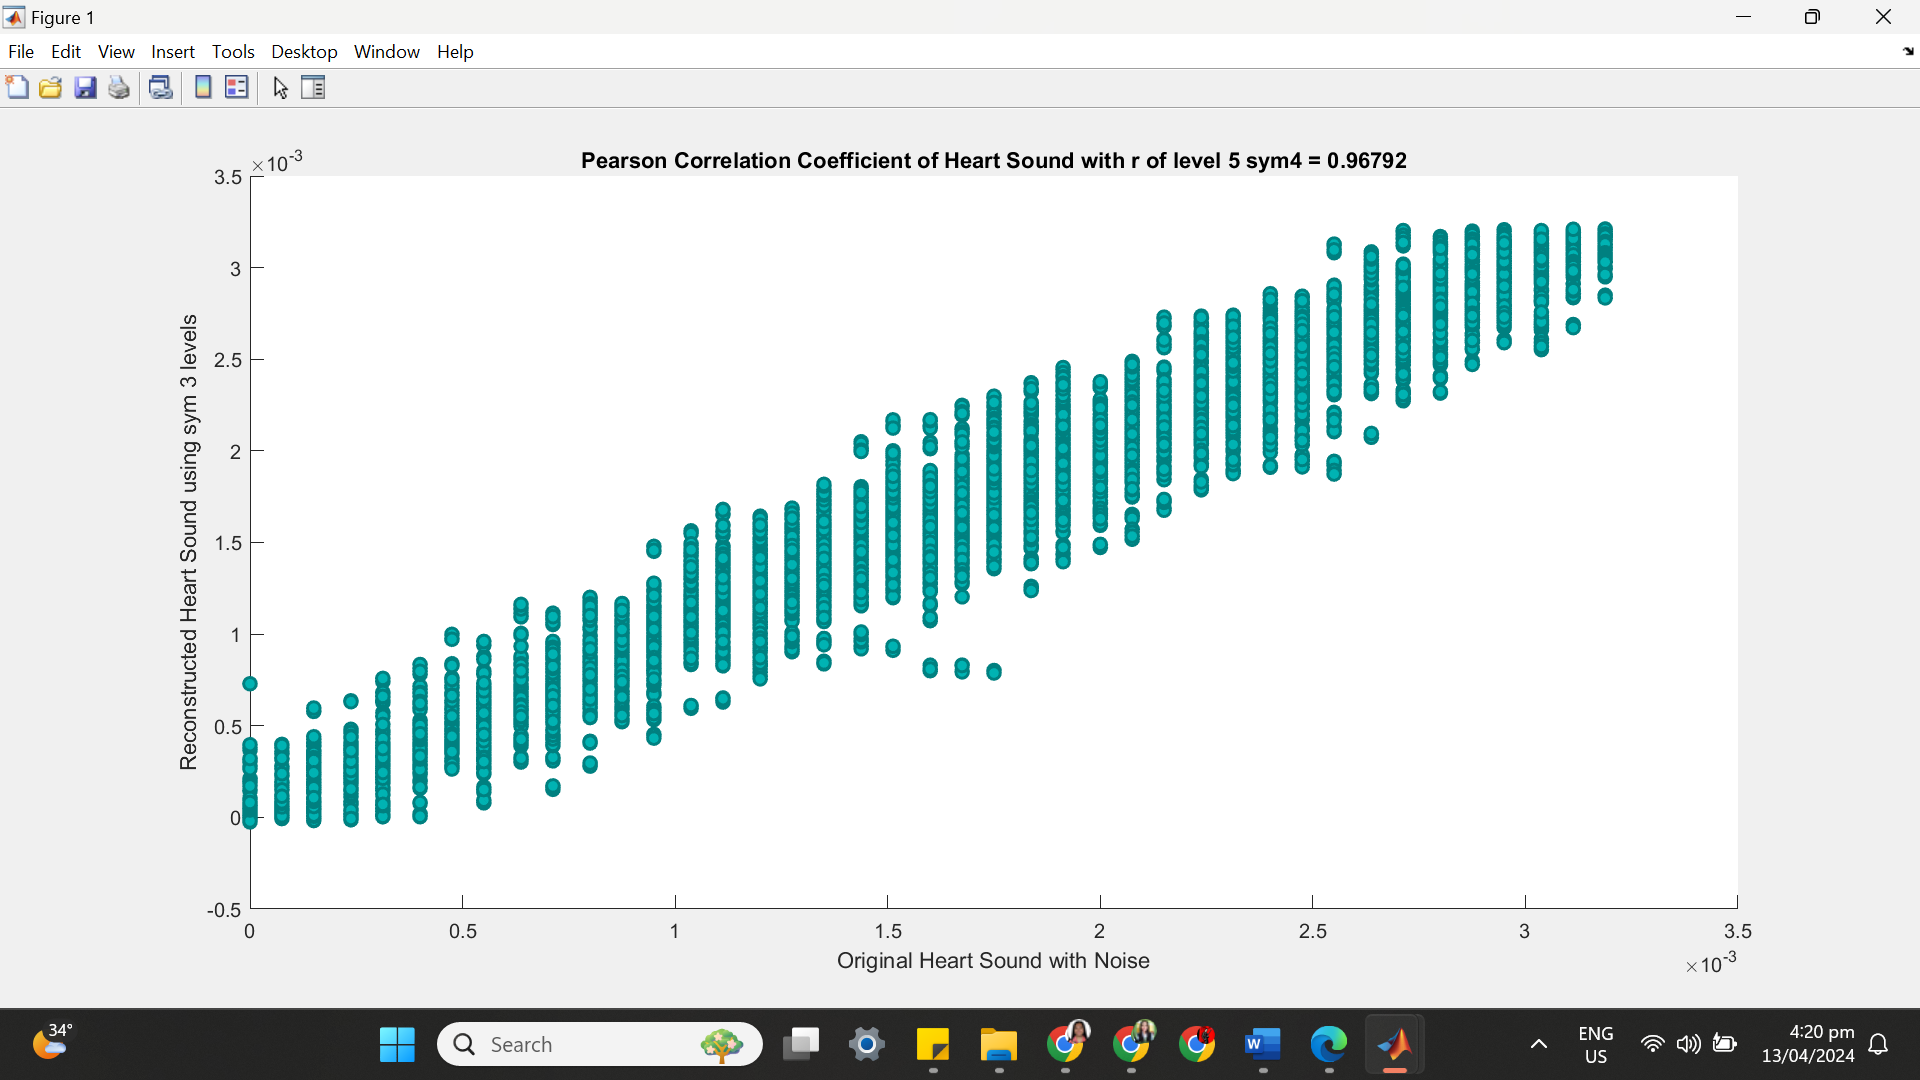 Figure 1
File Edit View Insert Tools Desktop Window Help
×10-3
Pearson Correlation Coefficient of Heart Sound with r of level 5 sym4 = 0.96792
3.5
3
2.5
2
1.5
1
0.5
0
-0.5
Reconstructed Heart Sound using sym 3 levels
0 0.5 1 1.5 2 2.5 3 3.5
Original Heart Sound with Noise
×10-3
34°
Search
W
ENG
US
4:20 pm
13/04/2024